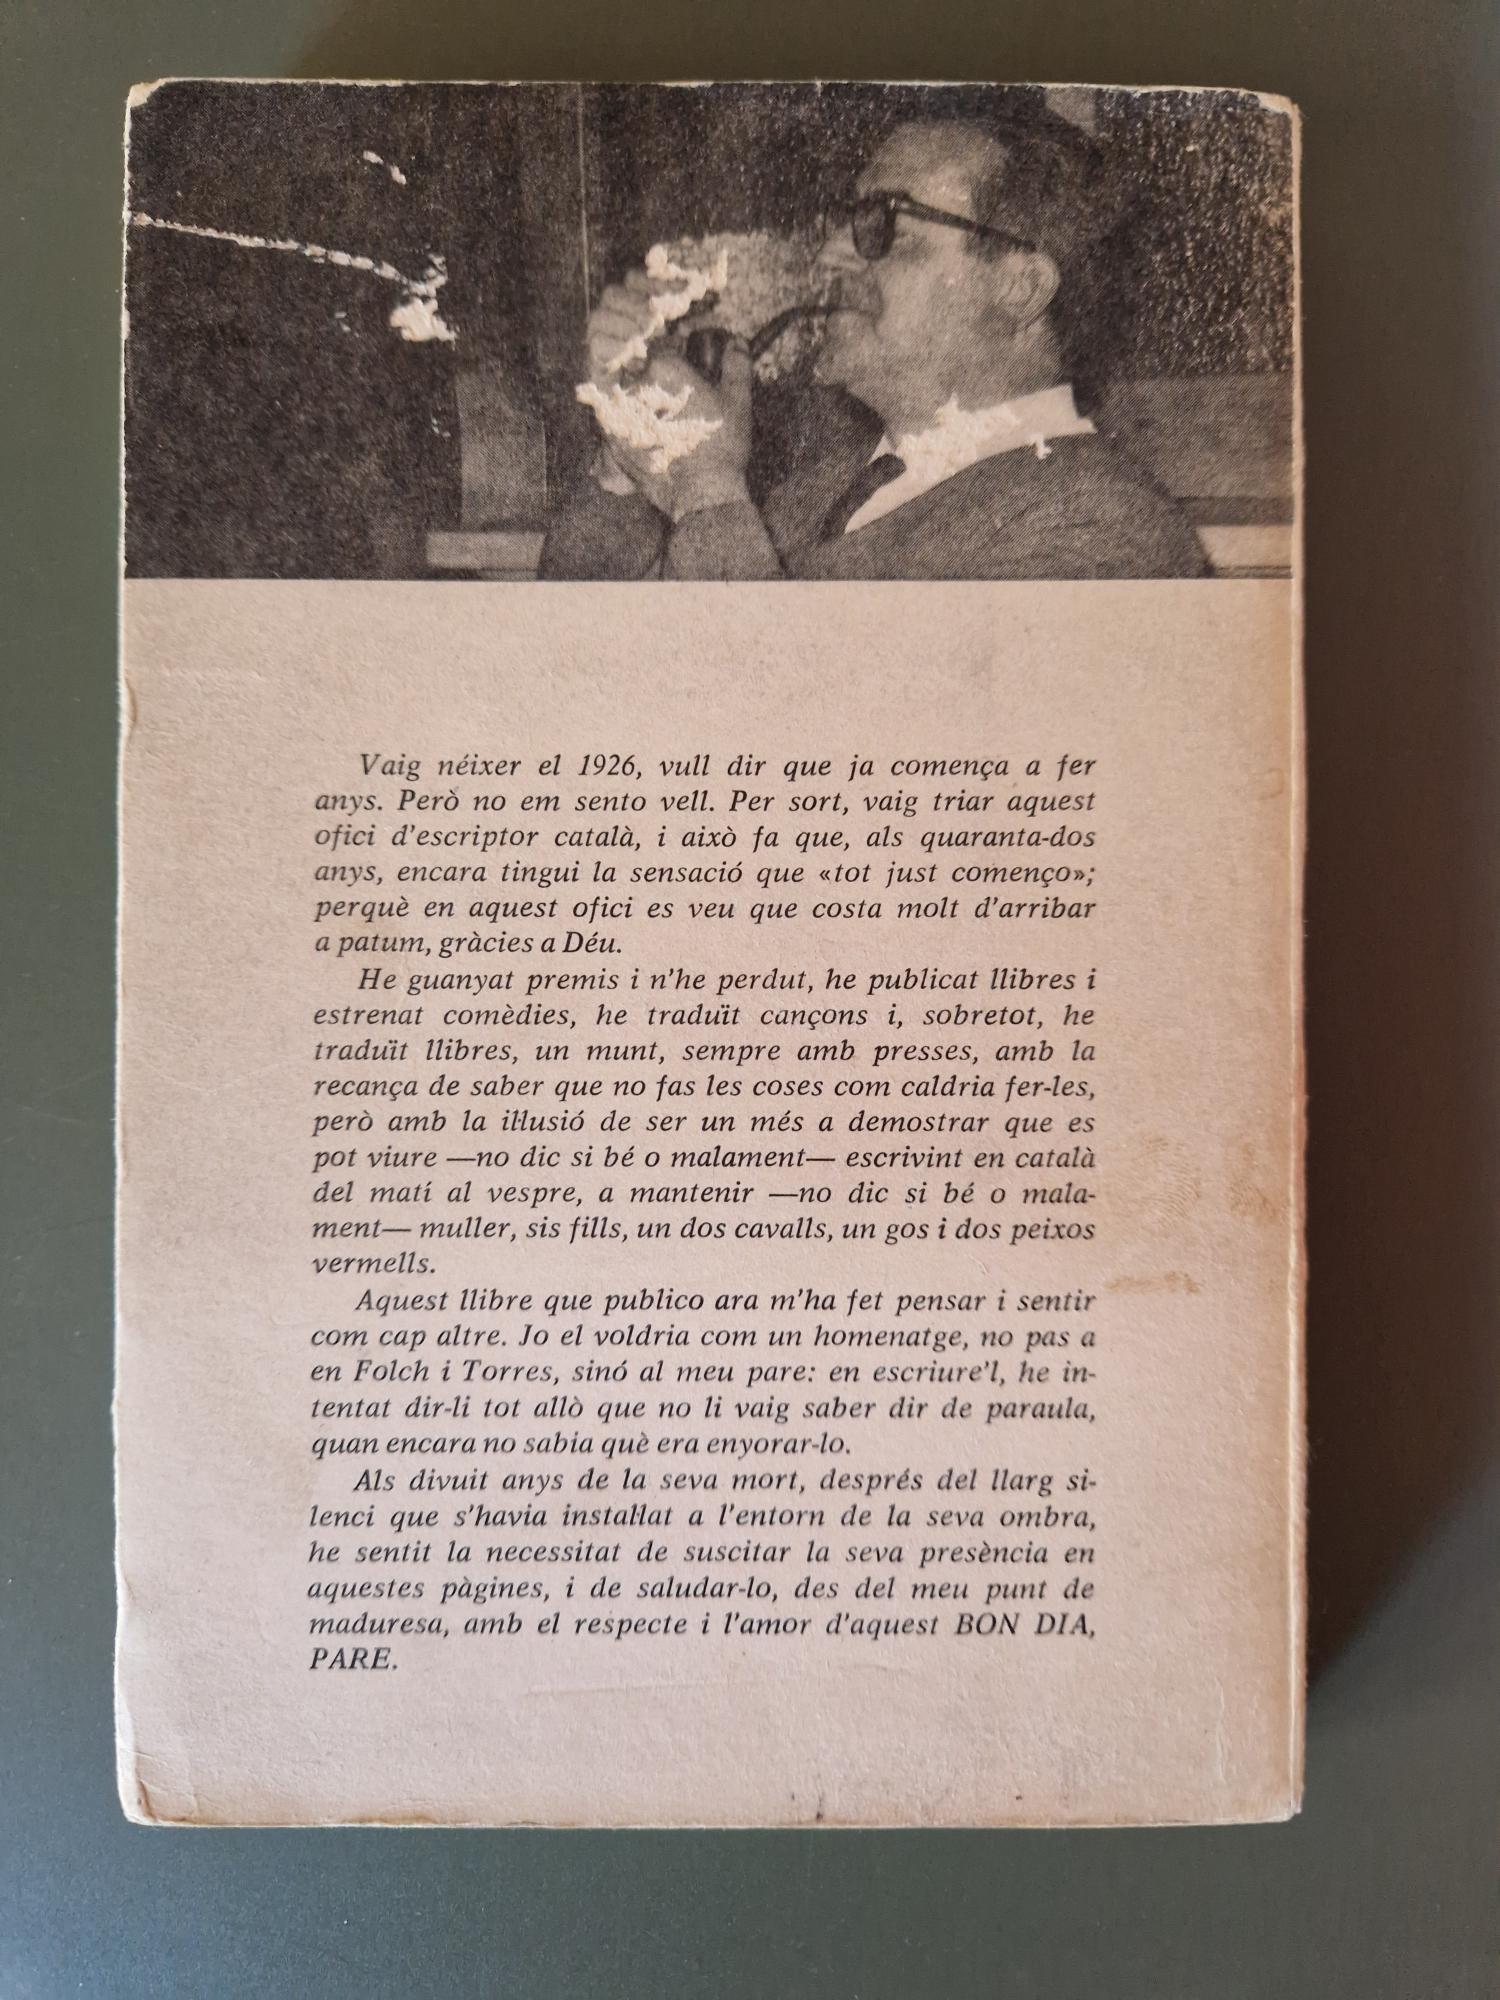 Vaig néixer el 1926, vull dir que ja comença a fer
anys. Però no em sento vell. Per sort, vaig triar aquest
ofici d'escriptor català, i això fa que, als quaranta-dos
anys, encara tingui la sensació que «tot just començo»;
perquè en aquest ofici es veu que costa molt d'arribar
a patum, gràcies a Déu.
He guanyat premis i n'he perdut, he publicat llibres i
estrenat comèdies, he traduït cançons i, sobretot, he
traduït llibres, un munt, sempre amb presses, amb la
recança de saber que no fas les coses com caldria fer-les,
però amb la il·lusió de ser un més a demostrar que es
pot viure —no dic si bé o malament— escrivint en català
del matí al vespre, a mantenir —no dic si bé o mala-
ment— muller, sis fills, un dos cavalls, un gos i dos peixos
vermells.
Aquest llibre que publico ara m'ha fet pensar i sentir
com cap altre. Jo el voldria com un homenatge, no pas a
en Folch i Torres, sinó al meu pare: en escriure'l, he in-
tentat dir-li tot allò que no li vaig saber dir de paraula,
quan encara no sabia què era enyorar-lo.
Als divuit anys de la seva mort, després del llarg si-
lenci que s'havia instal·lat a l'entorn de la seva ombra,
he sentit la necessitat de suscitar la seva presència en
aquestes pàgines, i de saludar-lo, des del meu punt de
maduresa, amb el respecte i l'amor d'aquest BON DIA,
PARE.